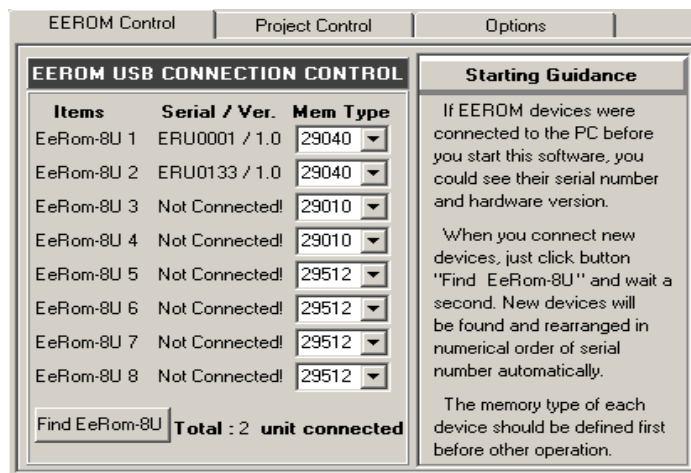 EEROM Control Project Control Options
EEROM USB CONNECTION CONTROL
Items Serial / Ver. Mem Type
EeRom-8U 1 ERU0001 / 1.0 29040
EeRom-8U 2 ERU0133 / 1.0 29040
EeRom-8U 3 Not Connected! 29010
EeRom-8U 4 Not Connected! 29010
EeRom-8U 5 Not Connected! 29512
EeRom-8U 6 Not Connected! 29512
EeRom-8U 7 Not Connected! 29512
EeRom-8U 8 Not Connected! 29512
Find EeRom-8U Total : 2 unit connected
Starting Guidance
If EEROM devices were
connected to the PC before
you start this software, you
could see their serial number
and hardware version.
When you connect new
devices, just click button
"Find EeRom-8U" and wait a
second. New devices will
be found and rearranged in
numerical order of serial
number automatically.
The memory type of each
device should be defined first
before other operation.